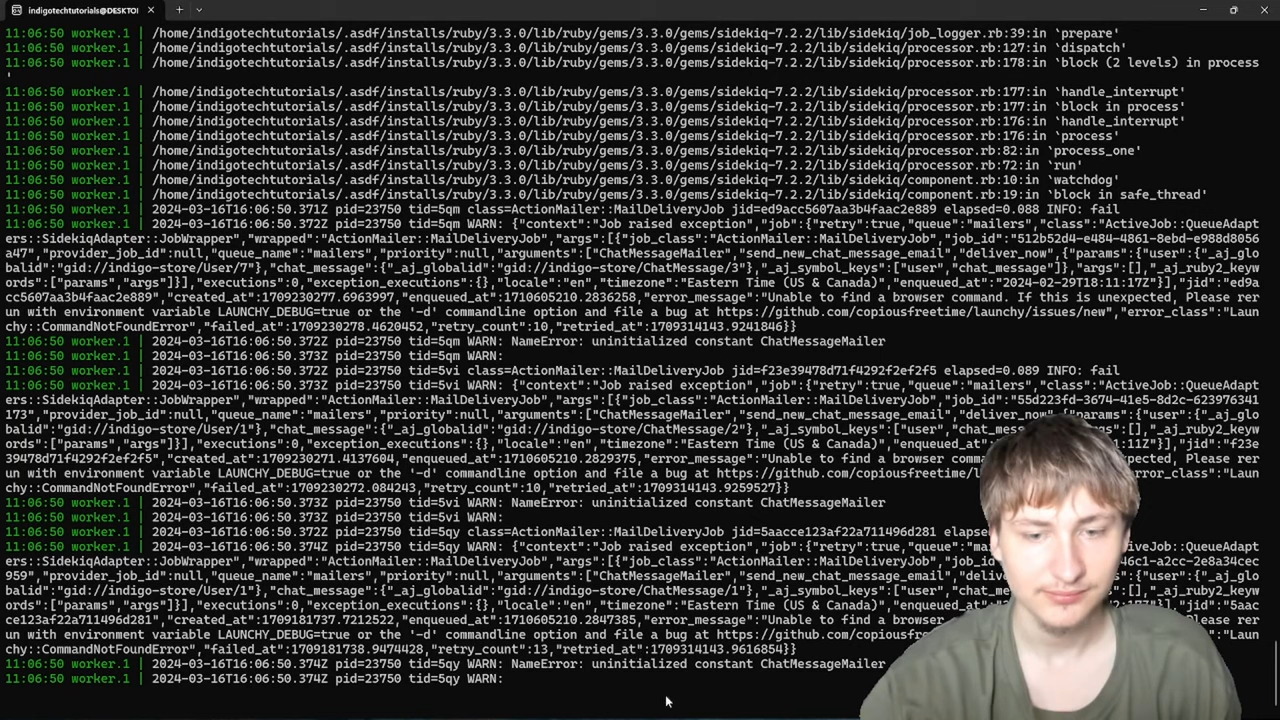 indigotechtutorials@DESKTO
11:06:50 worker.1 | /home/indigotechtutorials/.asdf/installs/ruby/3.3.0/lib/ruby/gems/3.3.0/gems/sidekiq-7.2.2/lib/sidekiq/job_logger.rb:39:in `prepare'
11:06:50 worker.1 | /home/indigotechtutorials/.asdf/installs/ruby/3.3.0/lib/ruby/gems/3.3.0/gems/sidekiq-7.2.2/lib/sidekiq/processor.rb:127:in `dispatch'
11:06:50 worker.1 | /home/indigotechtutorials/.asdf/installs/ruby/3.3.0/lib/ruby/gems/3.3.0/gems/sidekiq-7.2.2/lib/sidekiq/processor.rb:178:in `block (2 levels) in process
'
11:06:50 worker.1 | /home/indigotechtutorials/.asdf/installs/ruby/3.3.0/lib/ruby/gems/3.3.0/gems/sidekiq-7.2.2/lib/sidekiq/processor.rb:177:in `handle_interrupt'
11:06:50 worker.1 | /home/indigotechtutorials/.asdf/installs/ruby/3.3.0/lib/ruby/gems/3.3.0/gems/sidekiq-7.2.2/lib/sidekiq/processor.rb:177:in `block in process'
11:06:50 worker.1 | /home/indigotechtutorials/.asdf/installs/ruby/3.3.0/lib/ruby/gems/3.3.0/gems/sidekiq-7.2.2/lib/sidekiq/processor.rb:176:in `handle_interrupt'
11:06:50 worker.1 | /home/indigotechtutorials/.asdf/installs/ruby/3.3.0/lib/ruby/gems/3.3.0/gems/sidekiq-7.2.2/lib/sidekiq/processor.rb:176:in `process'
11:06:50 worker.1 | /home/indigotechtutorials/.asdf/installs/ruby/3.3.0/lib/ruby/gems/3.3.0/gems/sidekiq-7.2.2/lib/sidekiq/processor.rb:82:in `process_one'
11:06:50 worker.1 | /home/indigotechtutorials/.asdf/installs/ruby/3.3.0/lib/ruby/gems/3.3.0/gems/sidekiq-7.2.2/lib/sidekiq/processor.rb:72:in `run'
11:06:50 worker.1 | /home/indigotechtutorials/.asdf/installs/ruby/3.3.0/lib/ruby/gems/3.3.0/gems/sidekiq-7.2.2/lib/sidekiq/component.rb:10:in `watchdog'
11:06:50 worker.1 | /home/indigotechtutorials/.asdf/installs/ruby/3.3.0/lib/ruby/gems/3.3.0/gems/sidekiq-7.2.2/lib/sidekiq/component.rb:19:in `block in safe_thread'
11:06:50 worker.1 | 2024-03-16T16:06:50.371Z pid=23750 tid=5qm class=ActionMailer::MailDeliveryJob jid=ed9acc5607aa3b4faac2e889 elapsed=0.088 INFO: fail
11:06:50 worker.1 | 2024-03-16T16:06:50.372Z pid=23750 tid=5qm WARN: {"context":"Job raised exception","job":{"retry":true,"queue":"mailers","class":"ActiveJob::QueueAdapt
ers::SidekiqAdapter::JobWrapper","wrapped":"ActionMailer::MailDeliveryJob","args":[{"job_class":"ActionMailer::MailDeliveryJob","job_id":"512b52d4-e484-4861-8ebd-e988d8056
a47","provider_job_id":null,"queue_name":"mailers","priority":null,"arguments":["ChatMessageMailer","send_new_chat_message_email","deliver_now",{"params":{"user":{"_aj_glo
balid":"gid://indigo-store/User/7"},"chat_message":{"_aj_globalid":"gid://indigo-store/ChatMessage/3"},"_aj_symbol_keys":["user","chat_message"]},"args":[],"_aj_ruby2_keyw
ords":["params","args"]}],"executions":0,"exception_executions":{},"locale":"en","timezone":"Eastern Time (US & Canada)","enqueued_at":"2024-02-29T18:11:17Z"}],"jid":"ed9a
cc5607aa3b4faac2e889","created_at":1709230277.6963997,"enqueued_at":1710605210.2836258,"error_message":"Unable to find a browser command. If this is unexpected, Please rer
un with environment variable LAUNCHY_DEBUG=true or the '-d' commandline option and file a bug at https://github.com/copiousfreetime/launchy/issues/new","error_class":"Laun
chy::CommandNotFoundError","failed_at":1709230278.4620452,"retry_count":10,"retried_at":1709314143.9241846}}
11:06:50 worker.1 | 2024-03-16T16:06:50.372Z pid=23750 tid=5qm WARN: NameError: uninitialized constant ChatMessageMailer
11:06:50 worker.1 | 2024-03-16T16:06:50.373Z pid=23750 tid=5qm WARN:
11:06:50 worker.1 | 2024-03-16T16:06:50.372Z pid=23750 tid=5vi class=ActionMailer::MailDeliveryJob jid=f23e39478d71f4292f2ef2f5 elapsed=0.089 INFO: fail
11:06:50 worker.1 | 2024-03-16T16:06:50.373Z pid=23750 tid=5vi WARN: {"context":"Job raised exception","job":{"retry":true,"queue":"mailers","class":"ActiveJob::QueueAdapt
ers::SidekiqAdapter::JobWrapper","wrapped":"ActionMailer::MailDeliveryJob","args":[{"job_class":"ActionMailer::MailDeliveryJob","job_id":"55d223fd-3674-41e5-8d2c-623976341
173","provider_job_id":null,"queue_name":"mailers","priority":null,"arguments":["ChatMessageMailer","send_new_chat_message_email","deliver_now",{"params":{"user":{"_aj_glo
balid":"gid://indigo-store/User/1"},"chat_message":{"_aj_globalid":"gid://indigo-store/ChatMessage/2"},"_aj_symbol_keys":["user","chat_message"]},"args":[],"_aj_ruby2_keyw
ords":["params","args"]}],"executions":0,"exception_executions":{},"locale":"en","timezone":"Eastern Time (US & Canada)","enqueued_at" :11Z"}],"jid":"f23e
39478d71f4292f2ef2f5","created_at":1709230271.4137604,"enqueued_at":1710605210.2829375,"error_message":"Unable to find a browser Please rer
un with environment variable LAUNCHY_DEBUG=true or the '-d' commandline option and file a bug at https://github.com/copiousfreetime/l rror_class":"Laun
chy::CommandNotFoundError","failed_at":1709230272.084243,"retry_count":10,"retried_at":1709314143.9259527}}
11:06:50 worker.1 | 2024-03-16T16:06:50.373Z pid=23750 tid=5vi WARN: NameError: uninitialized constant ChatMessageMailer
11:06:50 worker.1 | 2024-03-16T16:06:50.373Z pid=23750 tid=5vi WARN:
11:06:50 worker.1 | 2024-03-16T16:06:50.372Z pid=23750 tid=5qy class=ActionMailer::MailDeliveryJob jid=5aacce123af22a711496d281 elaps
11:06:50 worker.1 | 2024-03-16T16:06:50.374Z pid=23750 tid=5qy WARN: {"context":"Job raised exception","job":{"retry":true,"queue":"ma ctiveJob::QueueAdapt
ers::SidekiqAdapter::JobWrapper","wrapped":"ActionMailer::MailDeliveryJob","args":[{"job_class":"ActionMailer::MailDeliveryJob","job_i 46c1-a2cc-2e8a34cec
959","provider_job_id":null,"queue_name":"mailers","priority":null,"arguments":["ChatMessageMailer","send_new_chat_message_email","deliv s":{"user":{"_aj_glo
balid":"gid://indigo-store/User/1"},"chat_message":{"_aj_globalid":"gid://indigo-store/ChatMessage/1"},"_aj_symbol_keys":["user" ":[],"_aj_ruby2_keyw
ords":["params","args"]}],"executions":0,"exception_executions":{},"locale":"en","timezone":"Eastern Time (US & Canada)" :17Z"}],"jid":"5aac
ce123af22a711496d281","created_at":1709181737.7212522,"enqueued_at":1710605210.2847385,"error_message":"Unable to find a , Please rer
un with environment variable LAUNCHY_DEBUG=true or the '-d' commandline option and file a bug at https://github.com/copiousfre error_class":"Laun
chy::CommandNotFoundError","failed_at":1709181738.9474428,"retry_count":13,"retried_at":1709314143.9616854}}
11:06:50 worker.1 | 2024-03-16T16:06:50.374Z pid=23750 tid=5qy WARN: NameError: uninitialized constant ChatMessageMailer
11:06:50 worker.1 | 2024-03-16T16:06:50.374Z pid=23750 tid=5qy WARN: